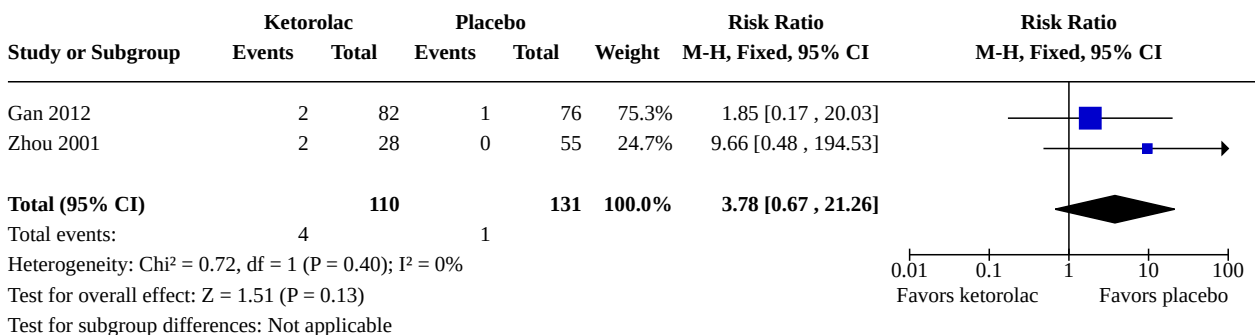 Ketorolac Placebo Risk Ratio Risk Ratio
Study or Subgroup Events Total Events Total Weight M-H, Fixed, 95% CI M-H, Fixed, 95% CI
Gan 2012 2 82 1 76 75.3% 1.85 [0.17 , 20.03]
Zhou 2001 2 28 0 55 24.7% 9.66 [0.48 , 194.53]
Total (95% CI) 110 131 100.0% 3.78 [0.67 , 21.26]
Total events: 4 1
Heterogeneity: Chi² = 0.72, df = 1 (P = 0.40); I² = 0%
0.01 0.1 1 10 100
Test for overall effect: Z = 1.51 (P = 0.13) Favors ketorolac Favors placebo
Test for subgroup differences: Not applicable